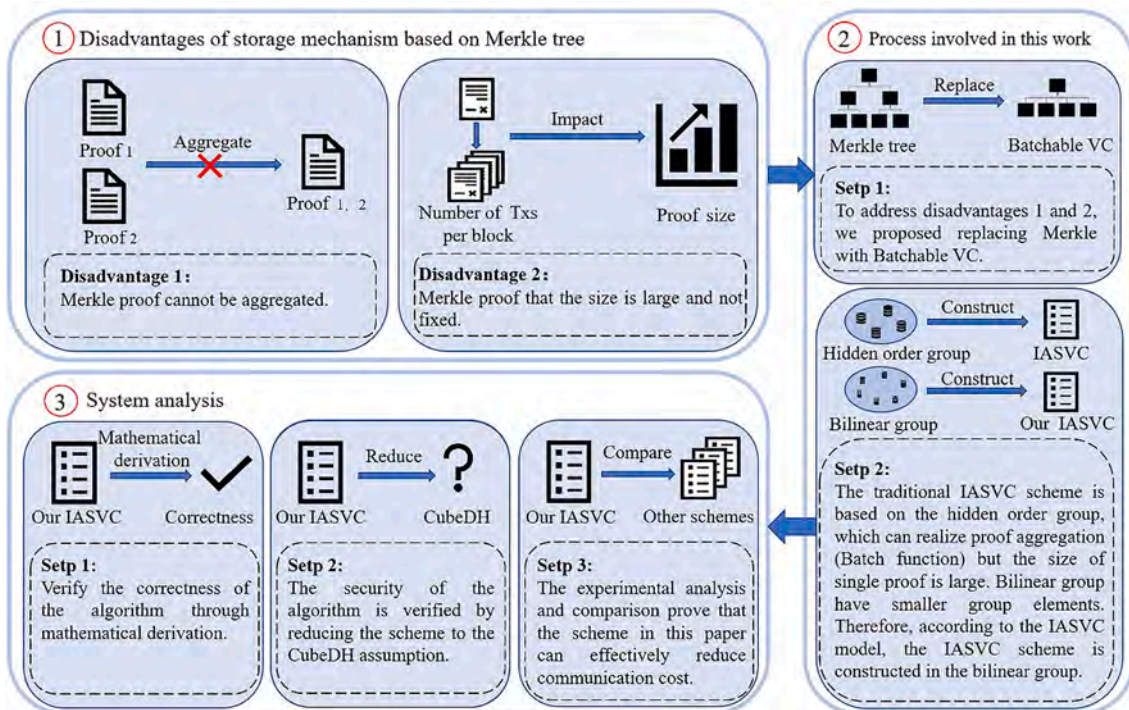 1 Disadvantages of storage mechanism based on Merkle tree
Proof 1
Aggregate
Proof 2
Proof 1, 2
Disadvantage 1:
Merkle proof cannot be aggregated.
Number of Txs
per block
Impact
Proof size
Disadvantage 2:
Merkle proof that the size is large and not
fixed.
2 Process involved in this work
Replace
Merkle tree
Batchable VC
Setp 1:
To address disadvantages 1 and 2,
we proposed replacing Merkle
with Batchable VC.
Construct
Hidden order group
IASVC
Construct
Bilinear group
Our IASVC
Setp 2:
The traditional IASVC scheme is
based on the hidden order group,
which can realize proof aggregation
(Batch function) but the size of
single proof is large. Bilinear group
have smaller group elements.
Therefore, according to the IASVC
model, the IASVC scheme is
constructed in the bilinear group.
3 System analysis
Mathematical
derivation
Our IASVC
Correctness
Setp 1:
Verify the correctness of
the algorithm through
mathematical derivation.
Reduce
Our IASVC
?
CubeDH
Setp 2:
The security of the
algorithm is verified by
reducing the scheme to the
CubeDH assumption.
Compare
Our IASVC
Other schemes
Setp 3:
The experimental analysis
and comparison prove that
the scheme in this paper
can effectively reduce
communication cost.